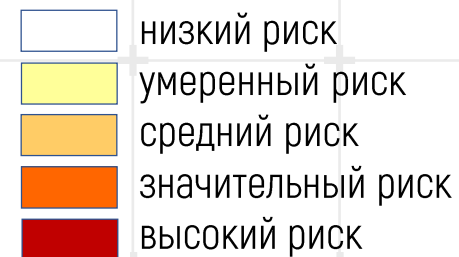 низкий риск
умеренный риск
средний риск
значительный риск
высокий риск